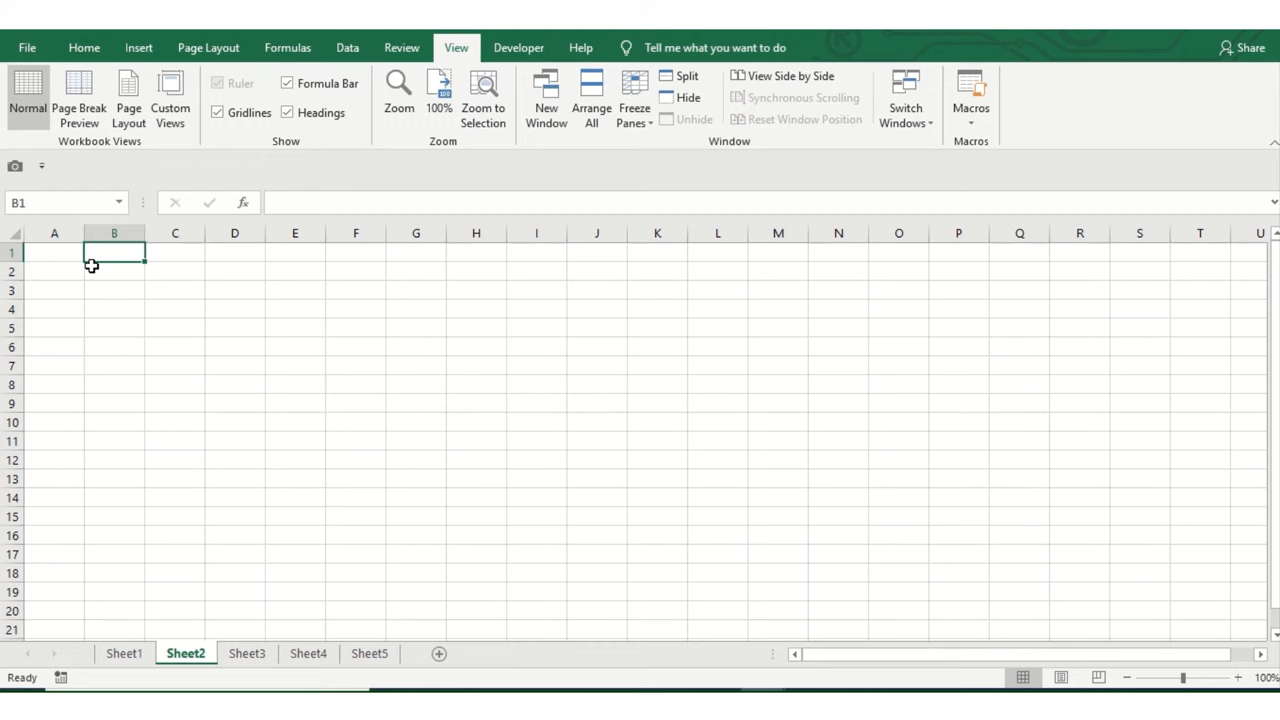 File Home Insert Page Layout Formulas Data Review View Developer Help Tell me what you want to do Share
Normal Page Break Preview Page Layout Custom Views
Workbook Views
Ruler Formula Bar
Gridlines Headings
Show
Zoom 100% Zoom to Selection
Zoom
New Window Arrange All Freeze Panes
Split
Hide
Unhide
View Side by Side
Synchronous Scrolling
Reset Window Position
Switch Windows
Window
Macros
Macros
B1 fx
A B C D E F G H I J K L M N O P Q R S T U
1
2
3
4
5
6
7
8
9
10
11
12
13
14
15
16
17
18
19
20
21
Sheet1 Sheet2 Sheet3 Sheet4 Sheet5
Ready 100%